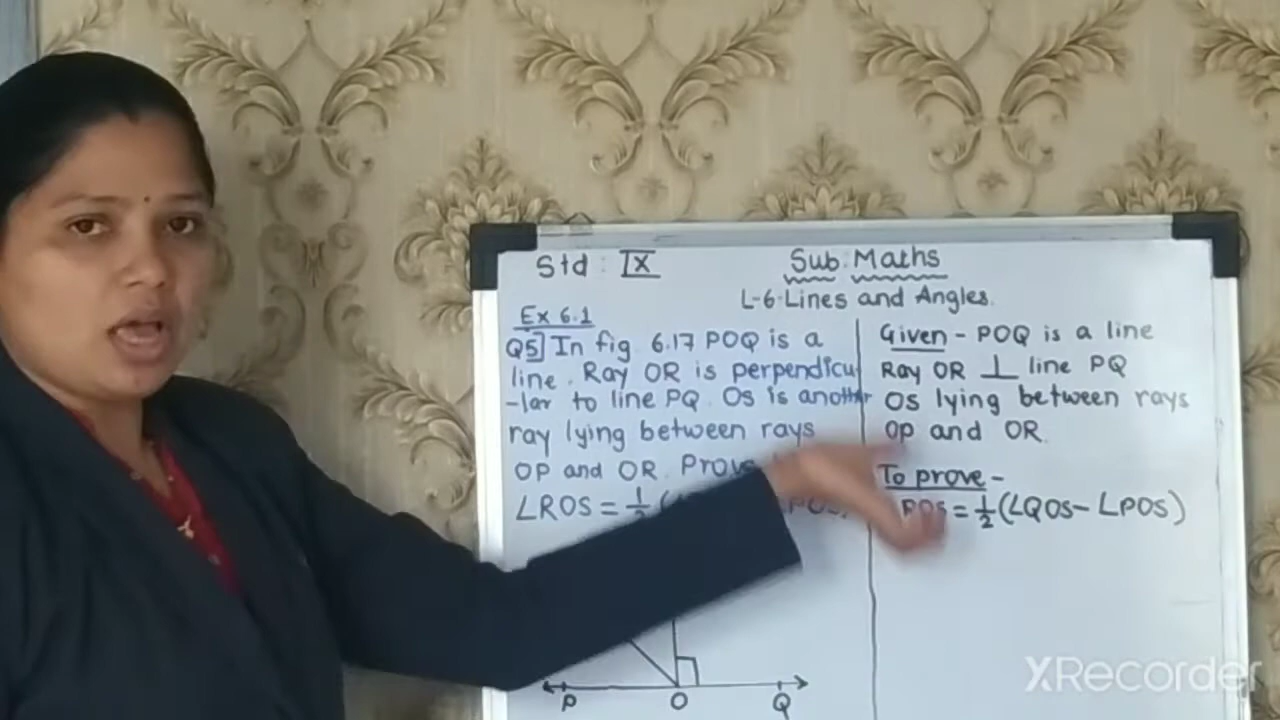 Std : IX
Sub: Maths
L-6 Lines and Angles.
Ex 6.1
Q5] In fig 6.17 POQ is a
line. Ray OR is perpendicu
-lar to line PQ. Os is another
ray lying between rays
OP and OR. Prove
∠ROS = 1/2 (
P
O
Q
Given - POQ is a line
Ray OR ⊥ line PQ
Os lying between rays
OP and OR.
To prove -
= 1/2 (∠QOS - ∠POS)
XRecorder